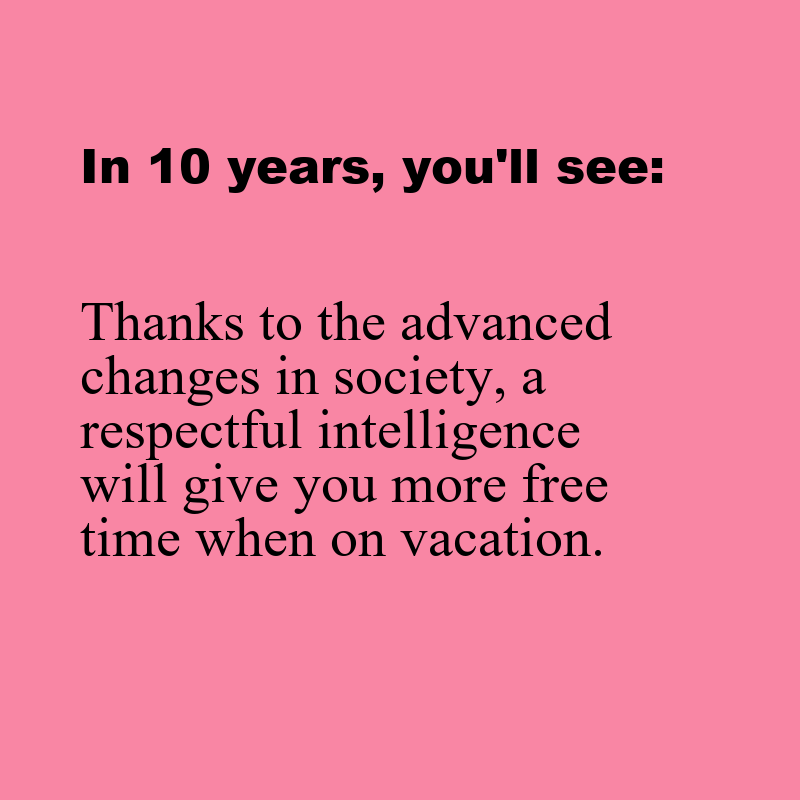 In 10 years, you'll see:
Thanks to the advanced
changes in society, a
respectful intelligence
will give you more free
time when on vacation.